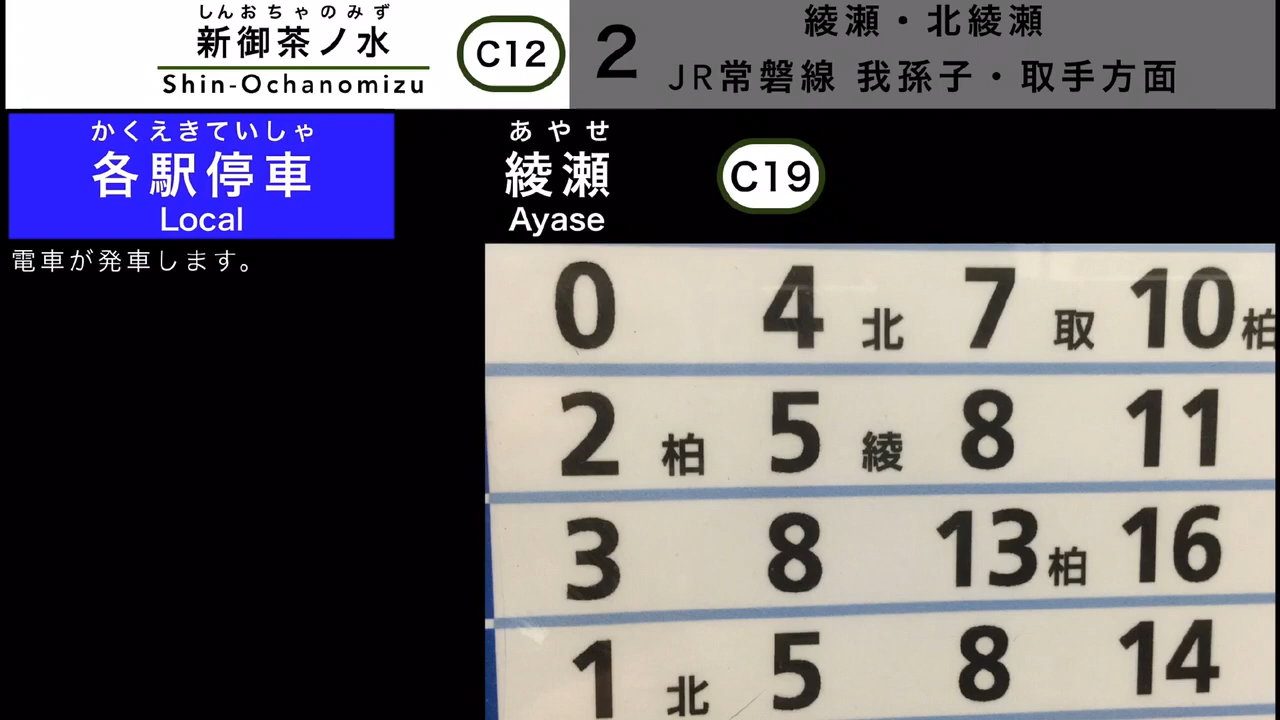 しんおちゃのみず
新御茶ノ水
Shin-Ochanomizu
C12
2
綾瀬・北綾瀬
JR常磐線 我孫子・取手方面
かくえきていしゃ
各駅停車
Local
あやせ
綾瀬
Ayase
C19
電車が発車します。
0 4北 7取 10柏
2柏 5綾 8 11
3 8 13柏 16
1北 5 8 14